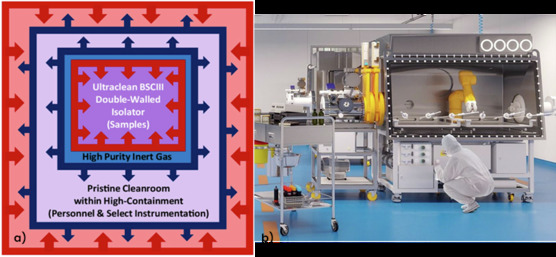 Ultraclean BSCIII
Double-Walled
Isolator
(Samples)
High Purity Inert Gas
Pristine Cleanroom
within High-Containment
(Personnel & Select Instrumentation)
a)
b)